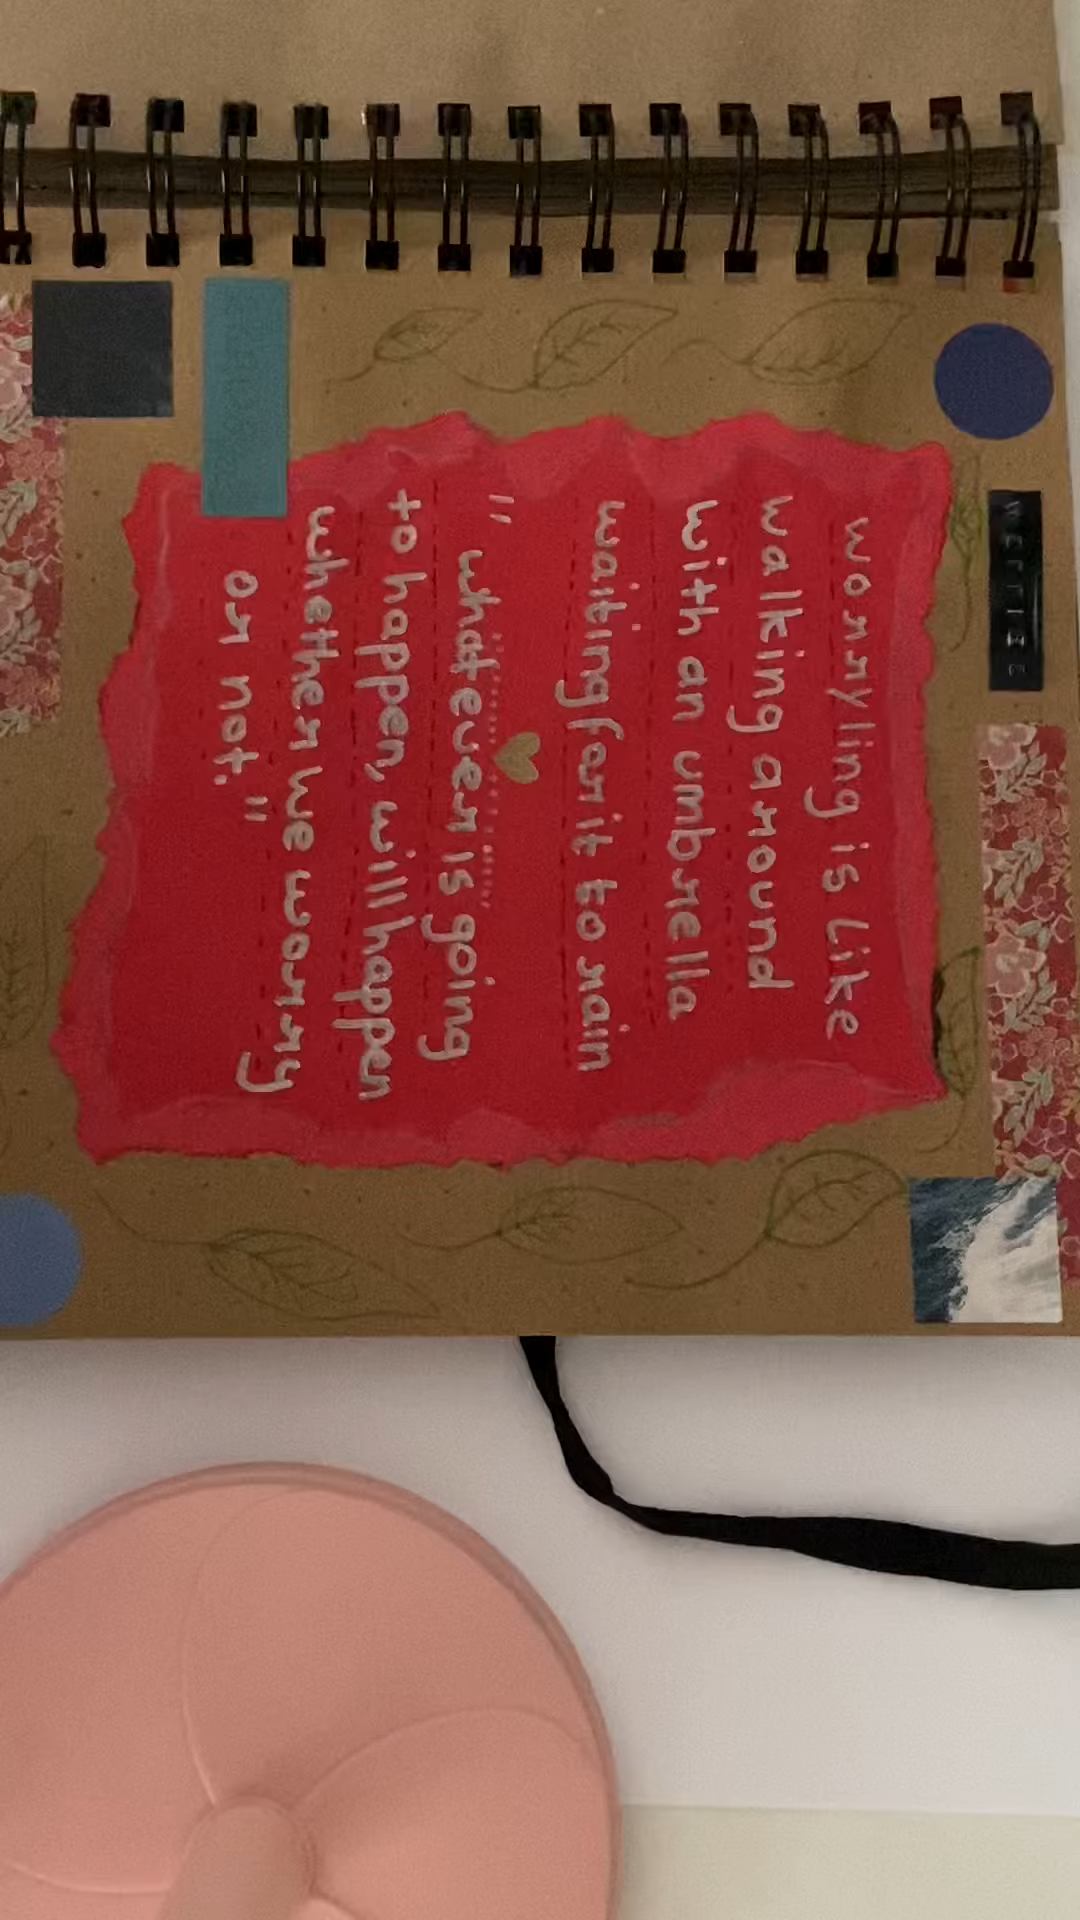 worryling is like
walking around
with an umbrella
waiting for it to rain
" whatever is going
to happen, will happen
whether we worry
or not. "